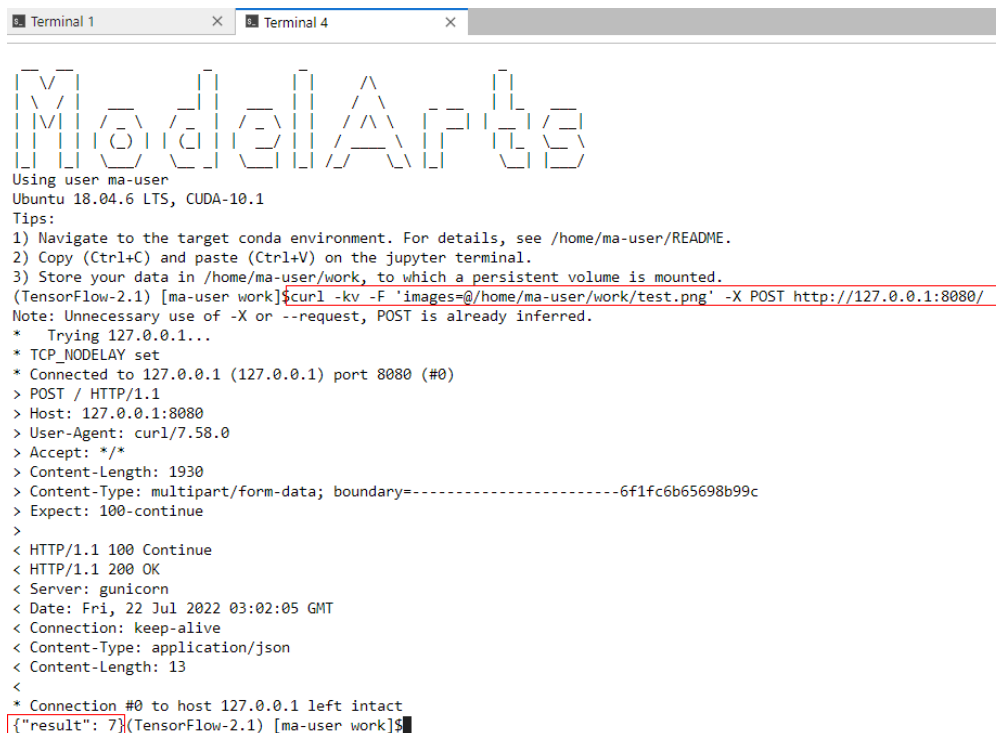 Terminal 1
Terminal 4
ModelArts
Using user ma-user
Ubuntu 18.04.6 LTS, CUDA-10.1
Tips:
1) Navigate to the target conda environment. For details, see /home/ma-user/README.
2) Copy (Ctrl+C) and paste (Ctrl+V) on the jupyter terminal.
3) Store your data in /home/ma-user/work, to which a persistent volume is mounted.
(TensorFlow-2.1) [ma-user work]$curl -kv -F 'images=@/home/ma-user/work/test.png' -X POST http://127.0.0.1:8080/
Note: Unnecessary use of -X or --request, POST is already inferred.
*   Trying 127.0.0.1...
* TCP_NODELAY set
* Connected to 127.0.0.1 (127.0.0.1) port 8080 (#0)
> POST / HTTP/1.1
> Host: 127.0.0.1:8080
> User-Agent: curl/7.58.0
> Accept: */*
> Content-Length: 1930
> Content-Type: multipart/form-data; boundary=------------------------6f1fc6b65698b99c
> Expect: 100-continue
>
< HTTP/1.1 100 Continue
< HTTP/1.1 200 OK
< Server: gunicorn
< Date: Fri, 22 Jul 2022 03:02:05 GMT
< Connection: keep-alive
< Content-Type: application/json
< Content-Length: 13
<
* Connection #0 to host 127.0.0.1 left intact
{"result": 7}(TensorFlow-2.1) [ma-user work]$